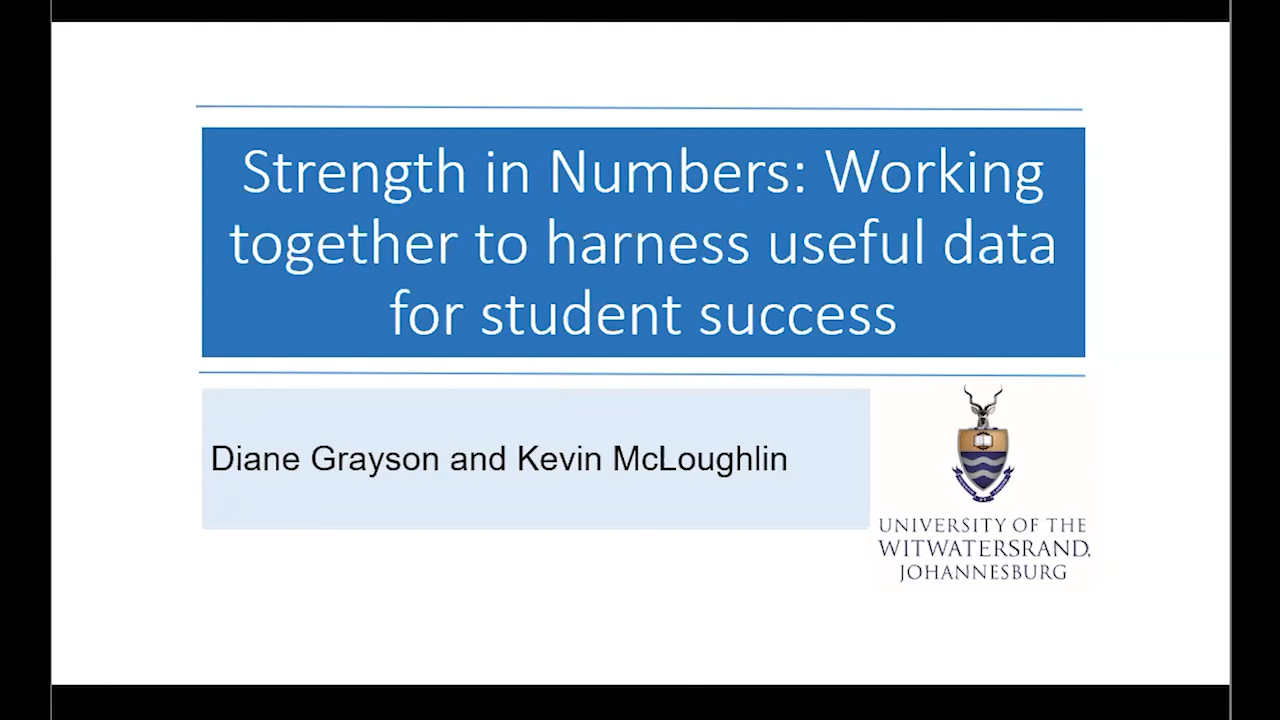 Strength in Numbers: Working
together to harness useful data
for student success
Diane Grayson and Kevin McLoughlin
UNIVERSITY OF THE
WITWATERSRAND,
JOHANNESBURG